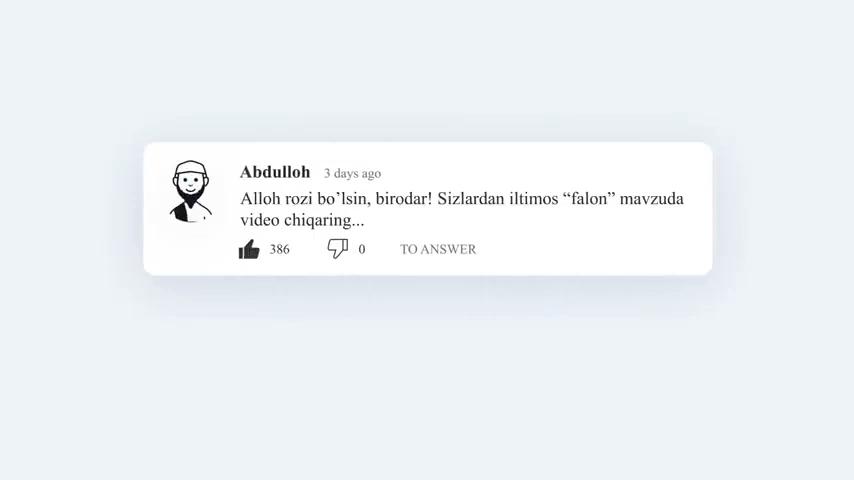 Abdulloh 3 days ago
Alloh rozi bo’lsin, birodar! Sizlardan iltimos “falon” mavzuda
video chiqaring...
386 0 TO ANSWER